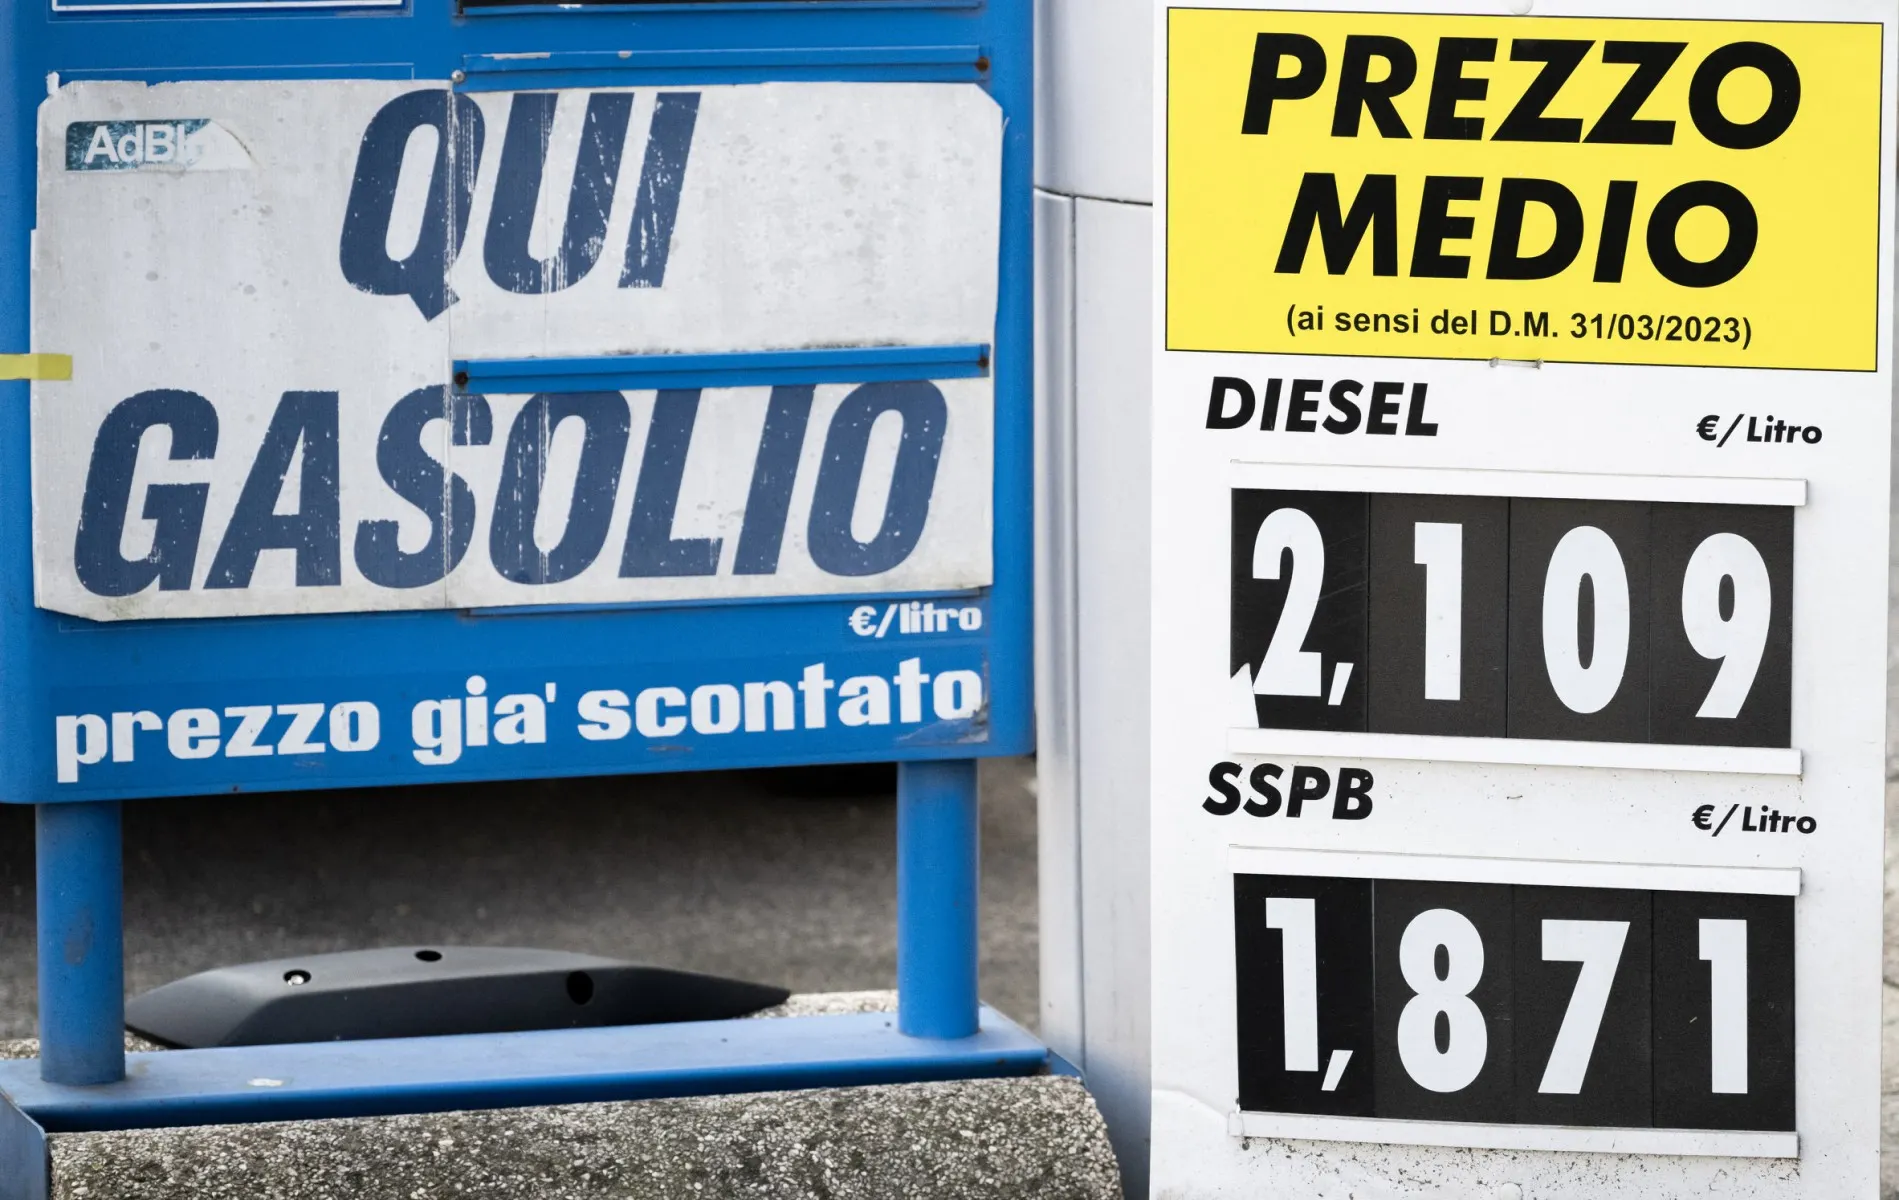 QUI
GASOLIO
€/litro
prezzo gia' scontato
PREZZO
MEDIO
(ai sensi del D.M. 31/03/2023)
DIESEL €/Litro
2,109
SSPB €/Litro
1,871